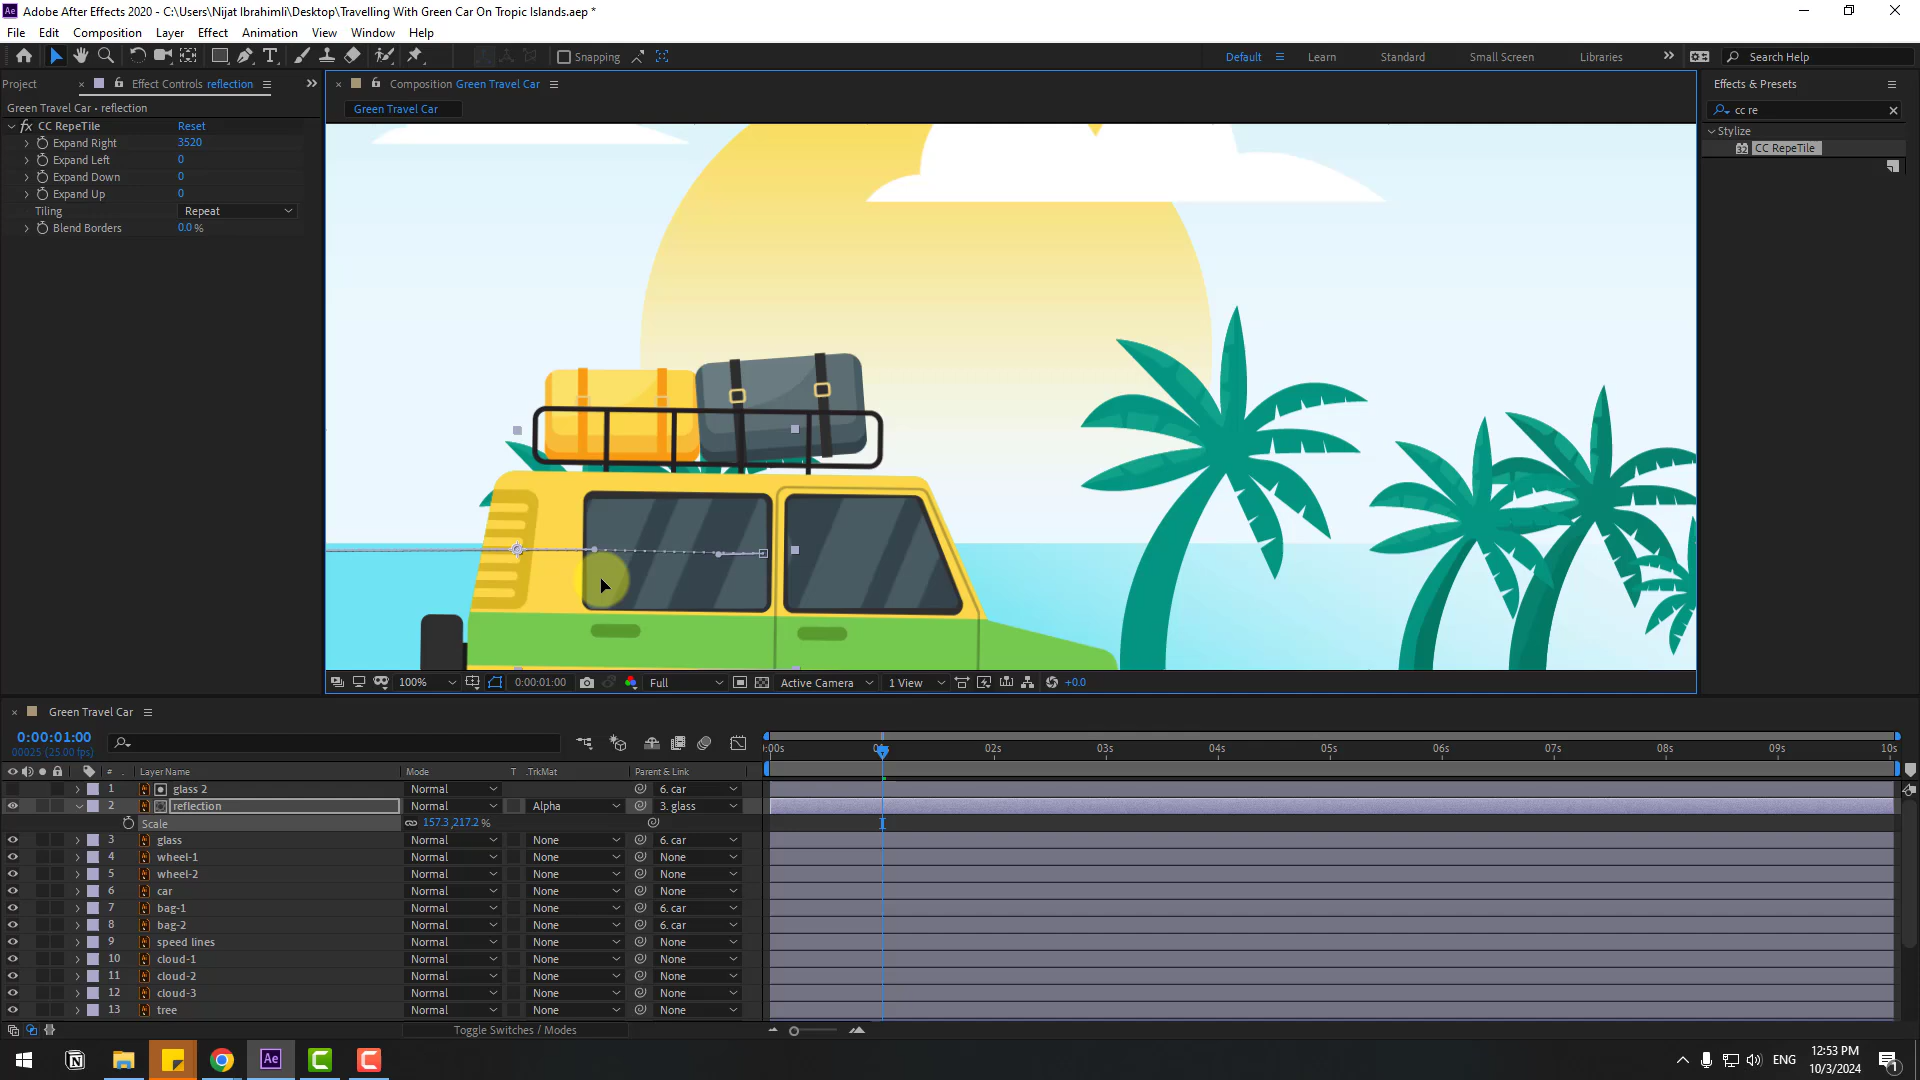 Adobe After Effects 2020 - C:\Users\Nijat Ibrahimli\Desktop\Travelling With Green Car On Tropic Islands.aep *
File Edit Composition Layer Effect Animation View Window Help
Snapping
Default Learn Standard Small Screen Libraries Search Help
Project Effect Controls reflection
Composition Green Travel Car
Effects & Presets
Green Travel Car • reflection
Green Travel Car
cc re
fx CC RepeTile Reset
Stylize
Expand Right 3520
32 CC RepeTile
Expand Left 0
Expand Down 0
Expand Up 0
Tiling Repeat
Blend Borders 0.0 %
100% 0:00:01:00 Full Active Camera 1 View +0.0
Green Travel Car
0:00:01:00
00025 (25.00 fps)
:00s 02s 03s 04s 05s 06s 07s 08s 09s 10s
# Layer Name Mode T .TrkMat Parent & Link
1 glass 2 Normal 6. car
2 reflection Normal Alpha 3. glass
Scale 157.3,217.2 %
3 glass Normal None 6. car
4 wheel-1 Normal None None
5 wheel-2 Normal None None
6 car Normal None None
7 bag-1 Normal None 6. car
8 bag-2 Normal None 6. car
9 speed lines Normal None None
10 cloud-1 Normal None None
11 cloud-2 Normal None None
12 cloud-3 Normal None None
13 tree Normal None None
Toggle Switches / Modes
Ae
ENG
12:53 PM
10/3/2024
1